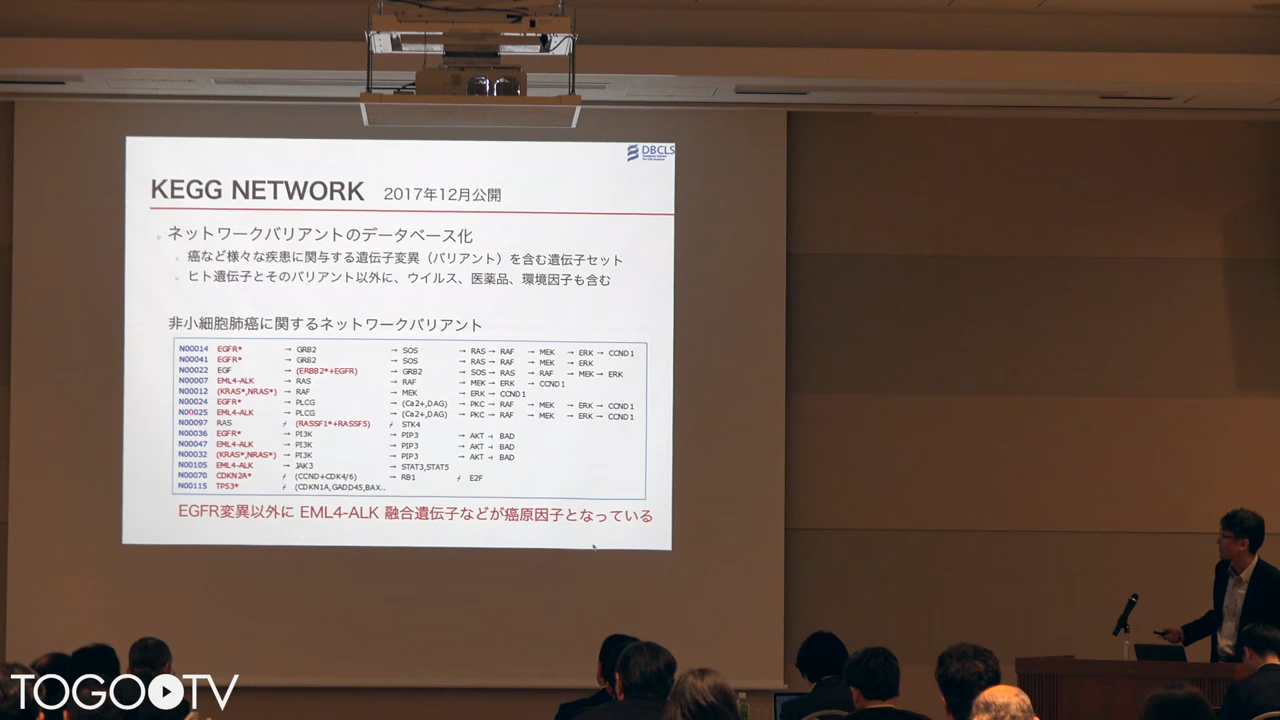 DBCLS
KEGG NETWORK 2017年12月公開
ネットワークバリアントのデータベース化
癌など様々な疾患に関与する遺伝子変異（バリアント）を含む遺伝子セット
ヒト遺伝子とそのバリアント以外に、ウイルス、医薬品、環境因子も含む
非小細胞肺癌に関するネットワークバリアント
N00014 EGFR* → GRB2 → SOS → RAS → RAF → MEK → ERK → CCND1
N00041 EGFR* → GRB2 → SOS → RAS → RAF → MEK → ERK
N00022 EGF → (ERBB2*+EGFR) → GRB2 → SOS → RAS → RAF → MEK → ERK
N00007 EML4-ALK → RAS → RAF → MEK → ERK → CCND1
N00012 (KRAS*,NRAS*) → RAF → MEK → ERK → CCND1
N00024 EGFR* → PLCG → (Ca2+,DAG) → PKC → RAF → MEK → ERK → CCND1
N00025 EML4-ALK → PLCG → (Ca2+,DAG) → PKC → RAF → MEK → ERK → CCND1
N00097 RAS ⌿ (RASSF1*+RASSF5) ⌿ STK4
N00036 EGFR* → PI3K → PIP3 → AKT ⊣ BAD
N00047 EML4-ALK → PI3K → PIP3 → AKT ⊣ BAD
N00032 (KRAS*,NRAS*) → PI3K → PIP3 → AKT ⊣ BAD
N00105 EML4-ALK → JAK3 → STAT3,STAT5
N00070 CDKN2A* ⌿ (CCND+CDK4/6) → RB1 ⌿ E2F
N00115 TP53* ⌿ (CDKN1A,GADD45,BAX..
EGFR変異以外に EML4-ALK 融合遺伝子などが癌原因子となっている
TOGO TV